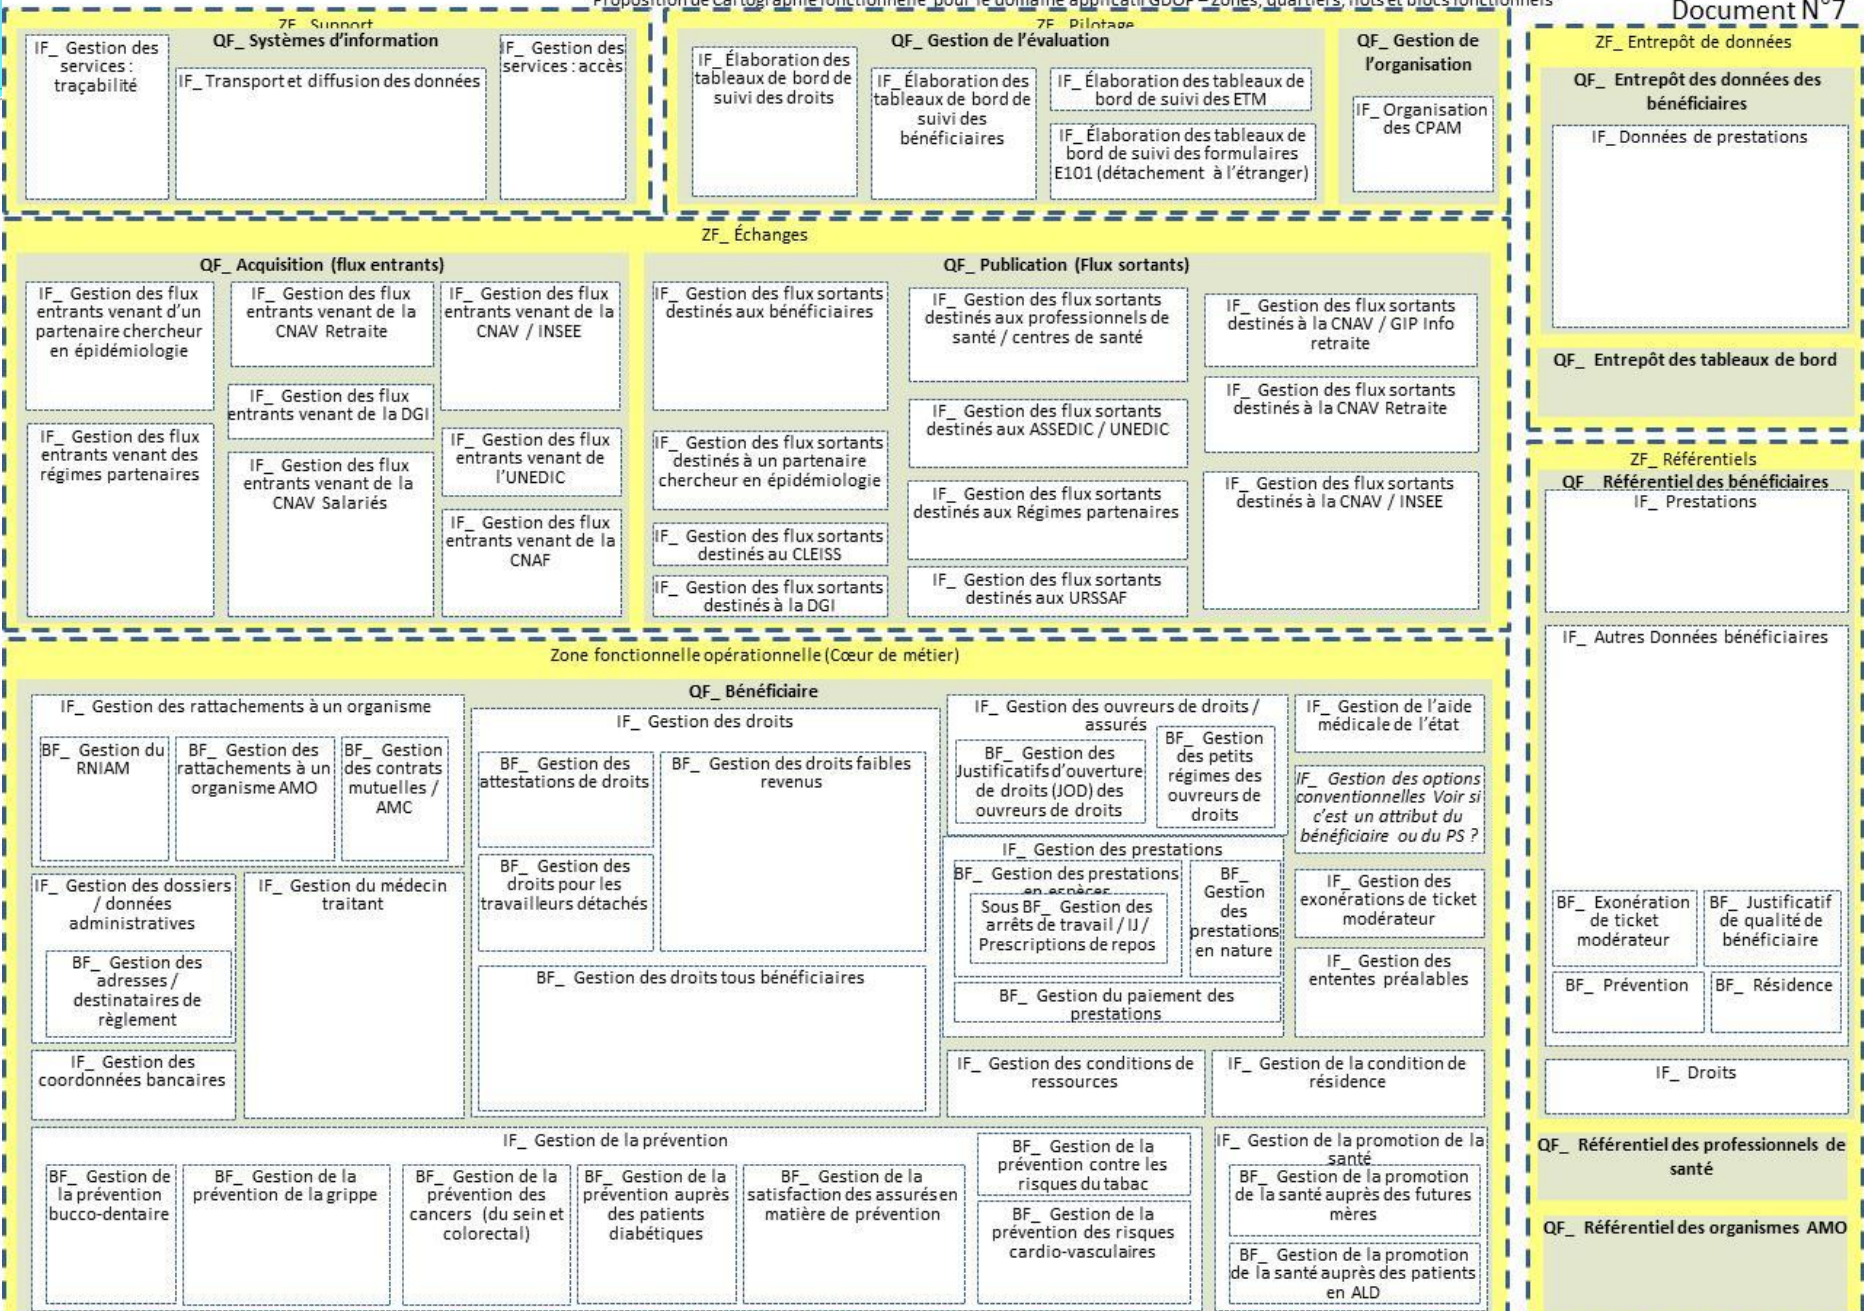 Proposition de Cartographie fonctionnelle pour le domaine applicatif GDOP – Zones, quartiers, îlots et blocs fonctionnels
Document N°7
ZF_ Support
QF_ Systèmes d'information
IF_ Gestion des
services :
traçabilité
IF_ Transport et diffusion des données
IF_ Gestion des
services : accès
ZF_ Pilotage
QF_ Gestion de l'évaluation
IF_ Élaboration des
tableaux de bord de
suivi des droits
IF_ Élaboration des
tableaux de bord de
suivi des
bénéficiaires
IF_ Élaboration des tableaux de
bord de suivi des ETM
IF_ Élaboration des tableaux de
bord de suivi des formulaires
E101 (détachement à l'étranger)
QF_ Gestion de
l'organisation
IF_ Organisation
des CPAM
ZF_ Entrepôt de données
QF_ Entrepôt des données des
bénéficiaires
IF_ Données de prestations
QF_ Entrepôt des tableaux de bord
ZF_ Échanges
QF_ Acquisition (flux entrants)
IF_ Gestion des flux
entrants venant d'un
partenaire chercheur
en épidémiologie
IF_ Gestion des flux
entrants venant de la
CNAV Retraite
IF_ Gestion des flux
entrants venant de la
CNAV / INSEE
IF_ Gestion des flux
entrants venant de la DGI
IF_ Gestion des flux
entrants venant des
régimes partenaires
IF_ Gestion des flux
entrants venant de la
CNAV Salariés
IF_ Gestion des flux
entrants venant de
l'UNEDIC
IF_ Gestion des flux
entrants venant de la
CNAF
QF_ Publication (Flux sortants)
IF_ Gestion des flux sortants
destinés aux bénéficiaires
IF_ Gestion des flux sortants
destinés à un partenaire
chercheur en épidémiologie
IF_ Gestion des flux sortants
destinés au CLEISS
IF_ Gestion des flux sortants
destinés à la DGI
IF_ Gestion des flux sortants
destinés aux professionnels de
santé / centres de santé
IF_ Gestion des flux sortants
destinés aux ASSEDIC / UNEDIC
IF_ Gestion des flux sortants
destinés aux Régimes partenaires
IF_ Gestion des flux sortants
destinés aux URSSAF
IF_ Gestion des flux sortants
destinés à la CNAV / GIP Info
retraite
IF_ Gestion des flux sortants
destinés à la CNAV Retraite
IF_ Gestion des flux sortants
destinés à la CNAV / INSEE
ZF_ Référentiels
QF_ Référentiel des bénéficiaires
IF_ Prestations
IF_ Autres Données bénéficiaires
BF_ Exonération
de ticket
modérateur
BF_ Justificatif
de qualité de
bénéficiaire
BF_ Prévention
BF_ Résidence
IF_ Droits
QF_ Référentiel des professionnels de
santé
QF_ Référentiel des organismes AMO
Zone fonctionnelle opérationnelle (Cœur de métier)
QF_ Bénéficiaire
IF_ Gestion des rattachements à un organisme
BF_ Gestion du
RNIAM
BF_ Gestion des
rattachements à un
organisme AMO
BF_ Gestion
des contrats
mutuelles /
AMC
IF_ Gestion des dossiers
/ données
administratives
BF_ Gestion des
adresses /
destinataires de
règlement
IF_ Gestion du médecin
traitant
IF_ Gestion des
coordonnées bancaires
IF_ Gestion des droits
BF_ Gestion des
attestations de droits
BF_ Gestion des droits faibles
revenus
BF_ Gestion des
droits pour les
travailleurs détachés
BF_ Gestion des droits tous bénéficiaires
IF_ Gestion des ouvreurs de droits /
assurés
BF_ Gestion des
Justificatifs d'ouverture
de droits (JOD) des
ouvreurs de droits
BF_ Gestion
des petits
régimes des
ouvreurs de
droits
IF_ Gestion des prestations
BF_ Gestion des prestations
en espèces
Sous BF_ Gestion des
arrêts de travail / IJ /
Prescriptions de repos
BF_
Gestion
des
prestations
en nature
BF_ Gestion du paiement des
prestations
IF_ Gestion de l'aide
médicale de l'état
IF_ Gestion des options
conventionnelles Voir si
c'est un attribut du
bénéficiaire ou du PS ?
IF_ Gestion des
exonérations de ticket
modérateur
IF_ Gestion des
ententes préalables
IF_ Gestion des conditions de
ressources
IF_ Gestion de la condition de
résidence
IF_ Gestion de la prévention
BF_ Gestion de
la prévention
bucco-dentaire
BF_ Gestion de la
prévention de la grippe
BF_ Gestion de la
prévention des
cancers (du sein et
colorectal)
BF_ Gestion de la
prévention auprès
des patients
diabétiques
BF_ Gestion de la
satisfaction des assurés en
matière de prévention
BF_ Gestion de la
prévention contre les
risques du tabac
BF_ Gestion de la
prévention des risques
cardio-vasculaires
IF_ Gestion de la promotion de la
santé
BF_ Gestion de la promotion
de la santé auprès des futures
mères
BF_ Gestion de la promotion
de la santé auprès des patients
en ALD